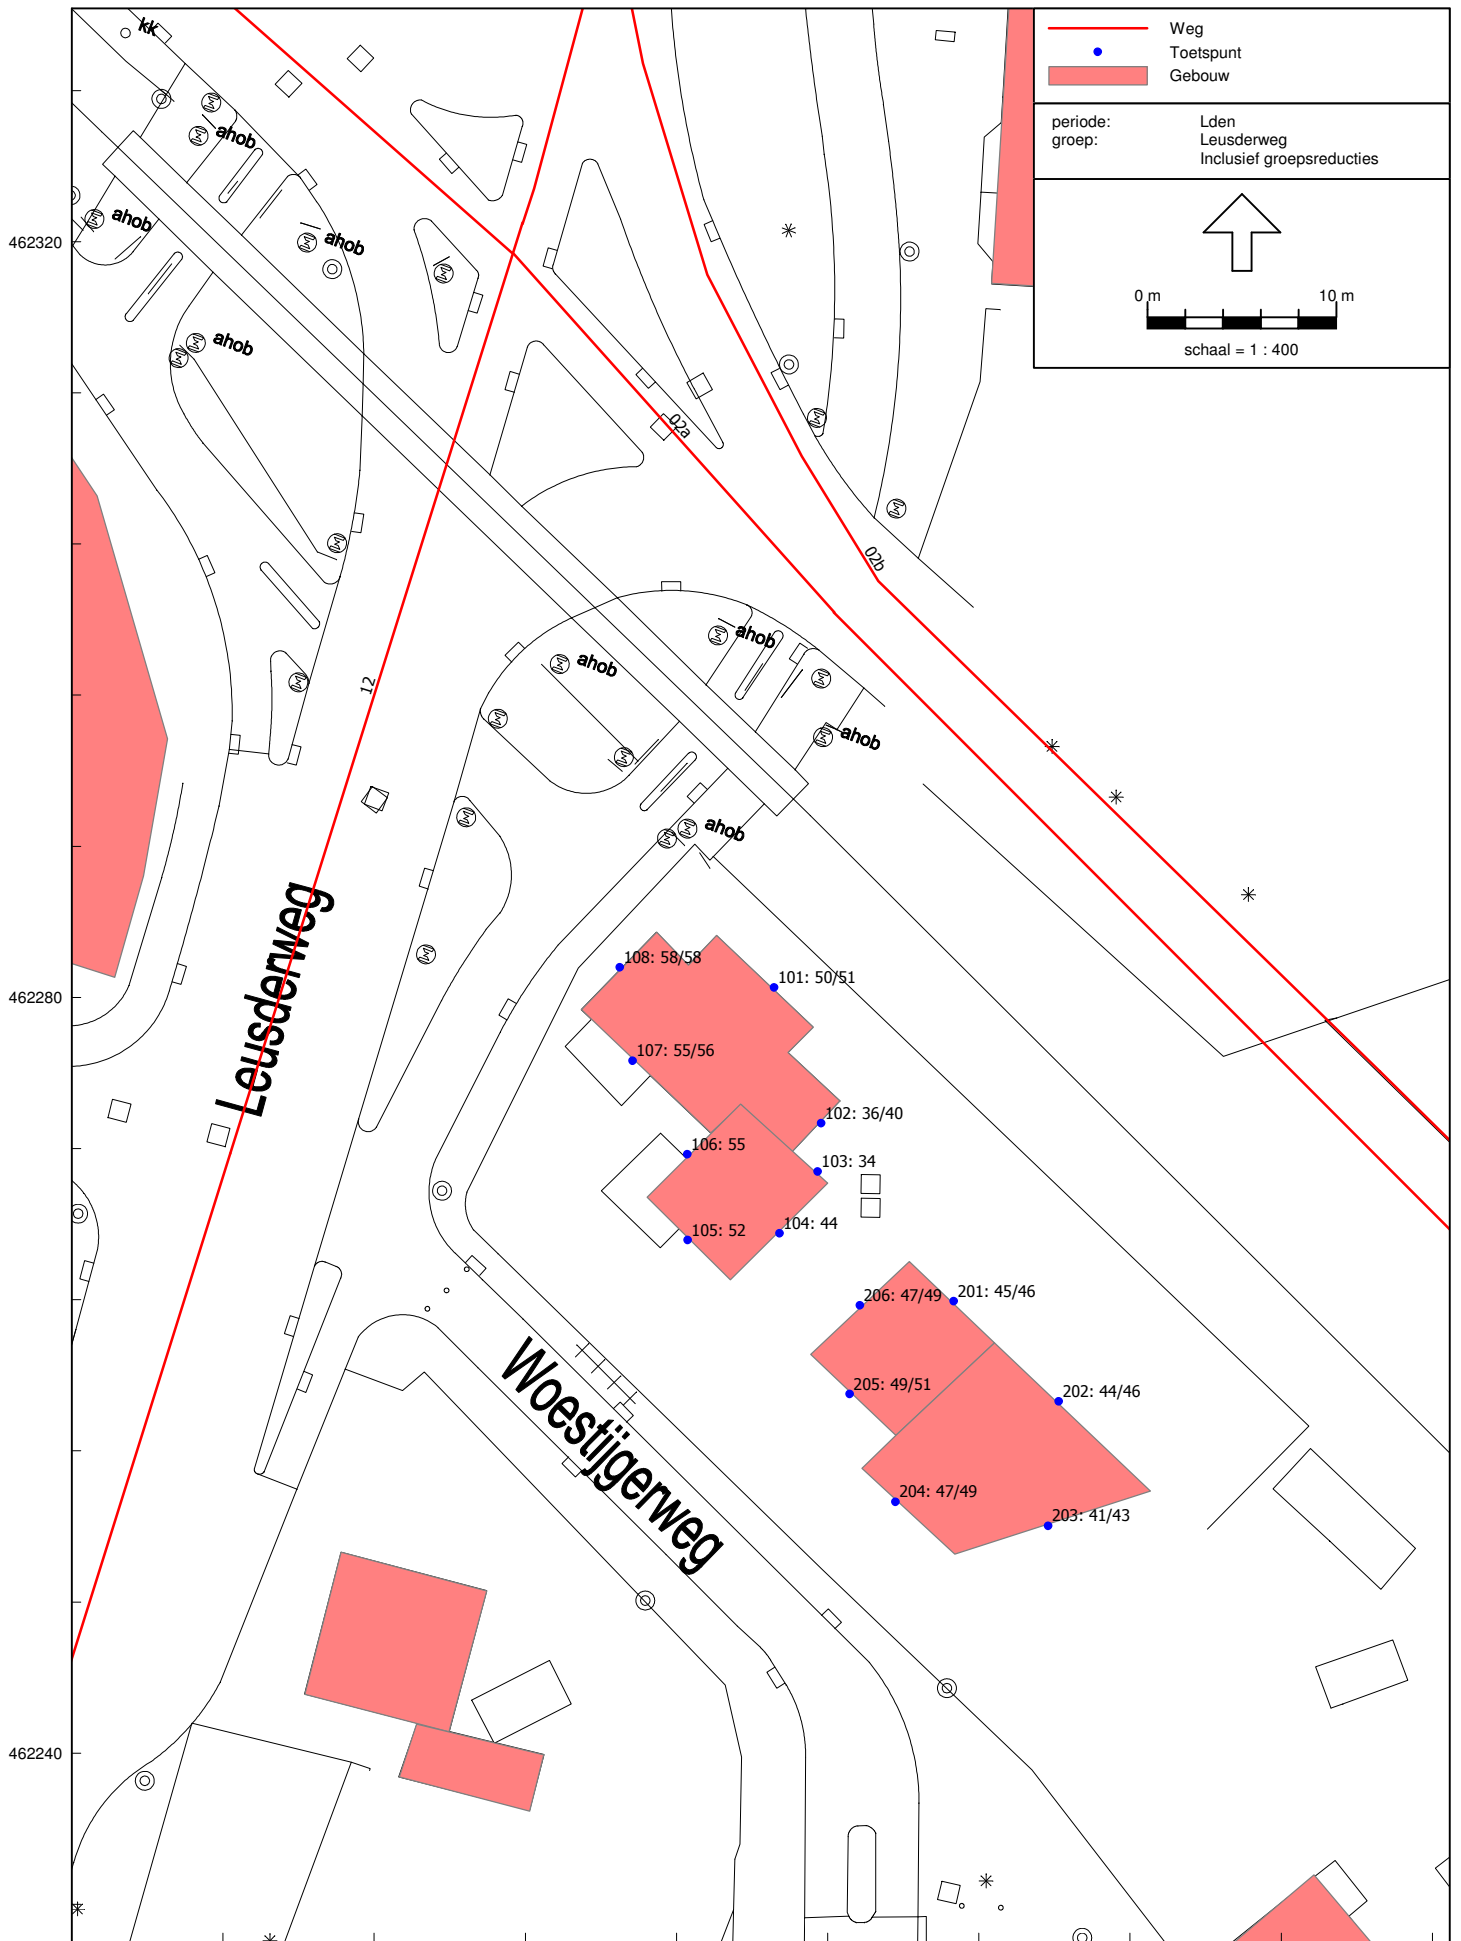 kk
Weg
Toetspunt
Gebouw
periode: Lden
groep: Leusderweg
Inclusief groepsreducties
0 m 10 m
schaal = 1 : 400
ahob
ahob
ahob
462320
ahob
02a
02b
ahob
ahob
12
ahob
ahob
Leusderweg
108: 58/58
101: 50/51
462280
107: 55/56
102: 36/40
106: 55
103: 34
105: 52
104: 44
206: 47/49
201: 45/46
205: 49/51
202: 44/46
Woestijgerweg
204: 47/49
203: 41/43
462240